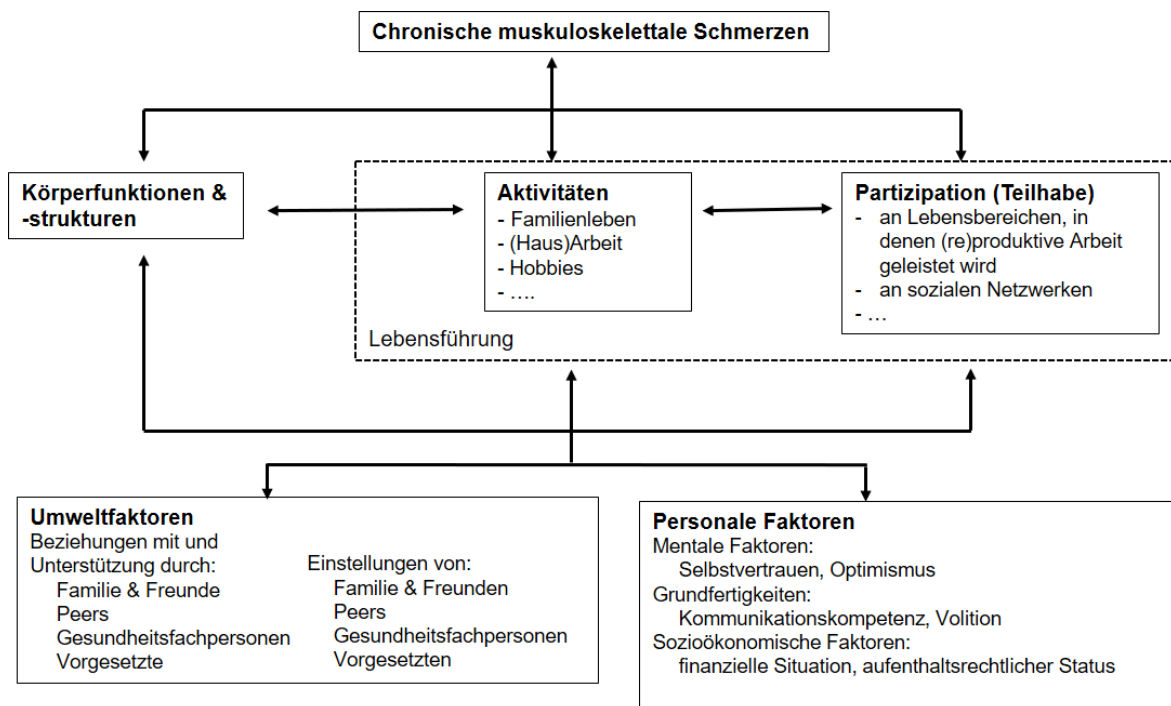 Chronische muskuloskelettale Schmerzen
Körperfunktionen &
-strukturen
Aktivitäten
- Familienleben
- (Haus)Arbeit
- Hobbies
- ….
Partizipation (Teilhabe)
- an Lebensbereichen, in
denen (re)produktive Arbeit
geleistet wird
- an sozialen Netzwerken
- …
Lebensführung
Umweltfaktoren
Beziehungen mit und
Unterstützung durch:
Familie & Freunde
Peers
Gesundheitsfachpersonen
Vorgesetzte
Einstellungen von:
Familie & Freunden
Peers
Gesundheitsfachpersonen
Vorgesetzten
Personale Faktoren
Mentale Faktoren:
Selbstvertrauen, Optimismus
Grundfertigkeiten:
Kommunikationskompetenz, Volition
Sozioökonomische Faktoren:
finanzielle Situation, aufenthaltsrechtlicher Status